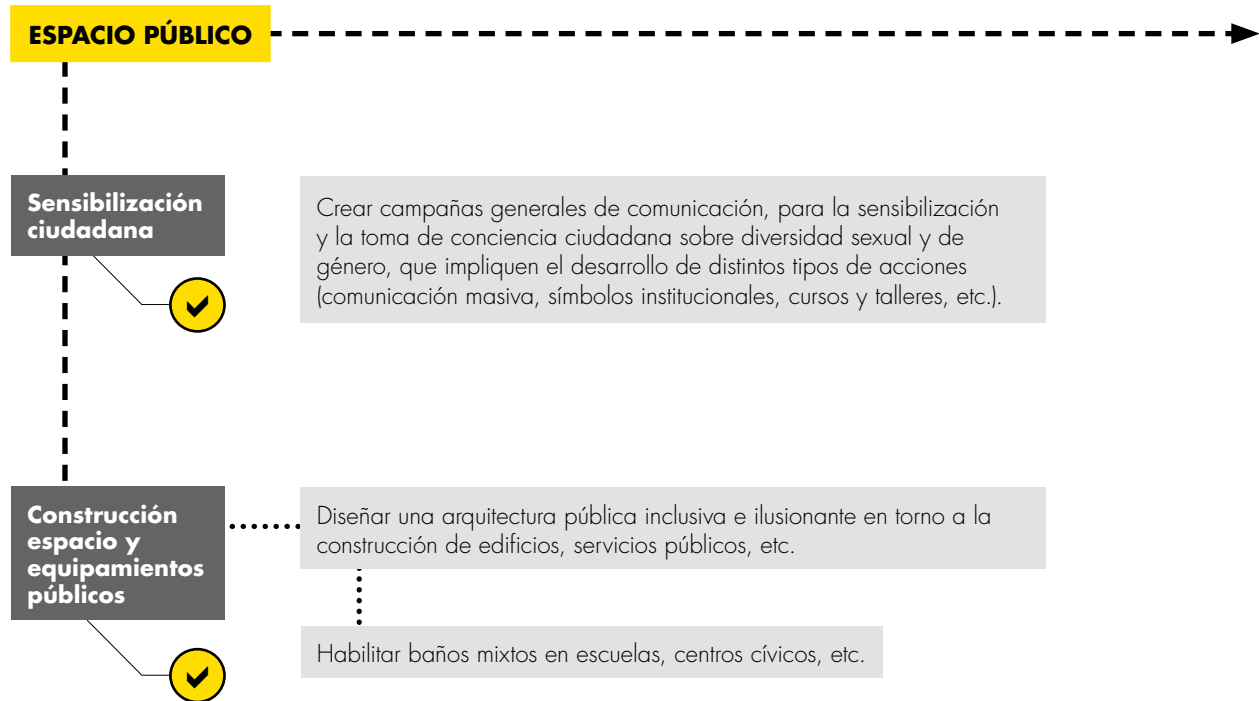 ESPACIO PÚBLICO
Sensibilización
ciudadana
Crear campañas generales de comunicación, para la sensibilización
y la toma de conciencia ciudadana sobre diversidad sexual y de
género, que impliquen el desarrollo de distintos tipos de acciones
(comunicación masiva, símbolos institucionales, cursos y talleres, etc.).
Construcción
espacio y
equipamientos
públicos
Diseñar una arquitectura pública inclusiva e ilusionante en torno a la
construcción de edificios, servicios públicos, etc.
Habilitar baños mixtos en escuelas, centros cívicos, etc.